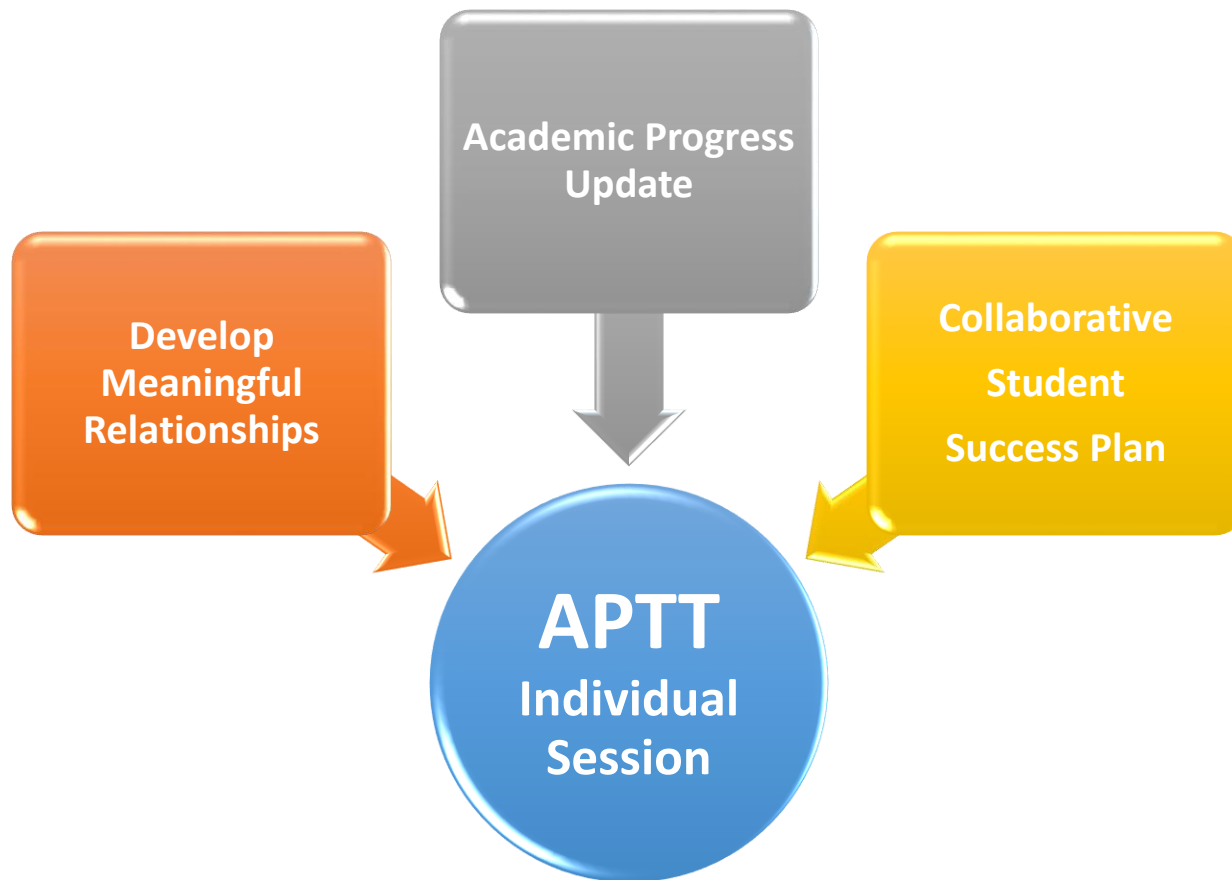 Academic Progress
Update
Develop
Meaningful
Relationships
Collaborative
Student
Success Plan
APTT
Individual
Session